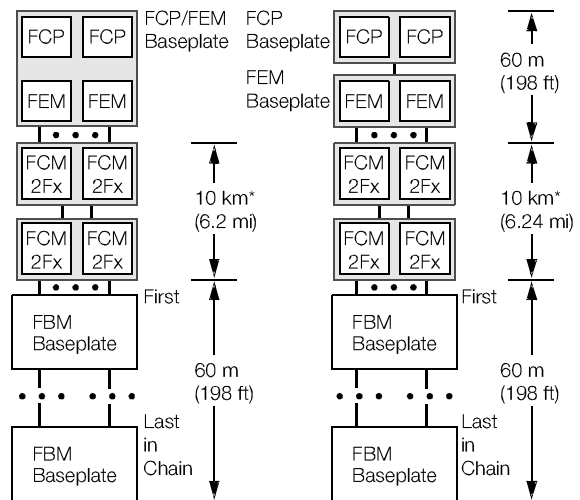 FCP FCP
FCP/FEM
Baseplate
FEM FEM
FCM
2Fx
FCM
2Fx
FCM
2Fx
FCM
2Fx
10 km*
(6.2 mi)
First
FBM
Baseplate
60 m
(198 ft)
Last
in
Chain
FBM
Baseplate
FCP
Baseplate
FCP FCP
FEM
Baseplate
FEM FEM
60 m
(198 ft)
FCM
2Fx
FCM
2Fx
FCM
2Fx
FCM
2Fx
10 km*
(6.24 mi)
First
FBM
Baseplate
60 m
(198 ft)
Last
in
Chain
FBM
Baseplate